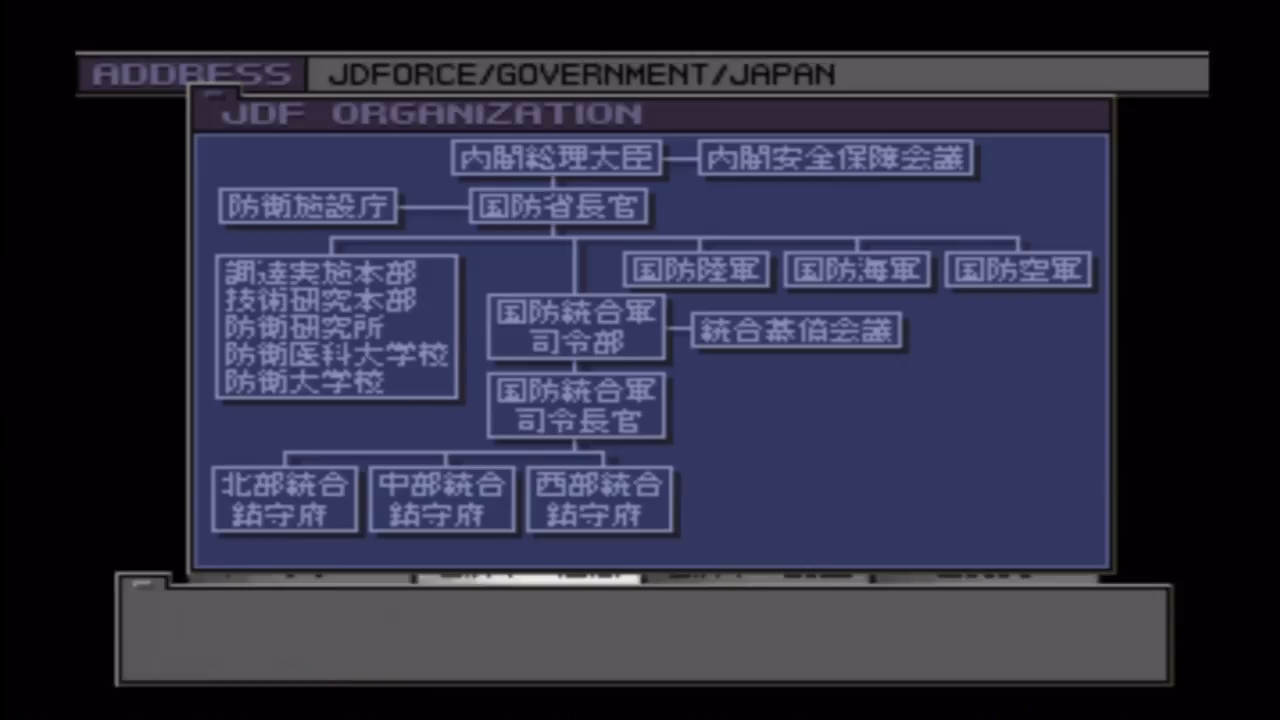 ADDRESS
JDFORCE/GOVERNMENT/JAPAN
JDF ORGANIZATION
内閣総理大臣
内閣安全保障会議
防衛施設庁
国防省長官
調達実施本部
技術研究本部
防衛研究所
防衛医科大学校
防衛大学校
国防陸軍
国防海軍
国防空軍
国防統合軍
司令部
統合幕僚会議
国防統合軍
司令長官
北部統合
鎮守府
中部統合
鎮守府
西部統合
鎮守府